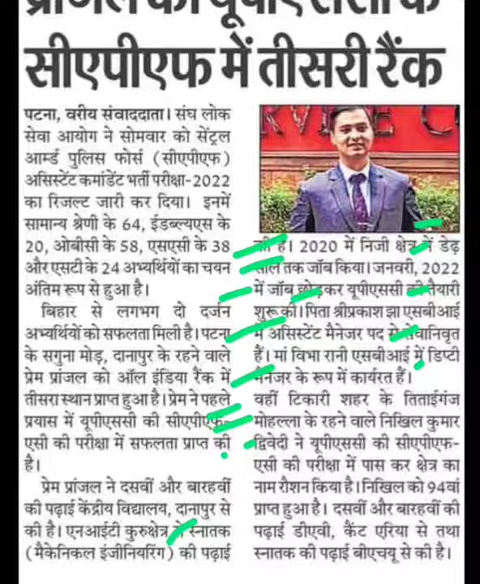 प्रांजल को यूपीएससी के
सीएपीएफ में तीसरी रैंक
पटना, वरीय संवाददाता। संघ लोक
सेवा आयोग ने सोमवार को सेंट्रल
आर्म्ड पुलिस फोर्स (सीएपीएफ)
असिस्टेंट कमांडेंट भर्ती परीक्षा-2022
का रिजल्ट जारी कर दिया। इनमें
सामान्य श्रेणी के 64, ईडब्ल्यूएस के
20, ओबीसी के 58, एससी के 38
और एसटी के 24 अभ्यर्थियों का चयन
अंतिम रूप से हुआ है।
बिहार से लगभग दो दर्जन
अभ्यर्थियों को सफलता मिली है। पटना
के सगुना मोड़, दानापुर के रहने वाले
प्रेम प्रांजल को ऑल इंडिया रैंक में
तीसरा स्थान प्राप्त हुआ है। प्रेम ने पहले
प्रयास में यूपीएससी की सीएपीएफ-
एसी की परीक्षा में सफलता प्राप्त की
है।
प्रेम प्रांजल ने दसवीं और बारहवीं
की पढ़ाई केंद्रीय विद्यालय, दानापुर से
की है। एनआईटी कुरुक्षेत्र से स्नातक
(मैकेनिकल इंजीनियरिंग) की पढ़ाई
की है। 2020 में निजी क्षेत्र में डेढ़
साल तक जॉब किया। जनवरी, 2022
में जॉब छोड़कर यूपीएससी की तैयारी
शुरू की। पिता श्रीप्रकाश झा एसबीआई
में असिस्टेंट मैनेजर पद से सेवानिवृत
हैं। मां विभा रानी एसबीआई में डिप्टी
मैनेजर के रूप में कार्यरत हैं।
वहीं टिकारी शहर के तिताईगंज
मोहल्ला के रहने वाले निखिल कुमार
द्विवेदी ने यूपीएससी की सीएपीएफ-
एसी की परीक्षा में पास कर क्षेत्र का
नाम रौशन किया है। निखिल को 94वां
प्राप्त हुआ है। दसवीं और बारहवीं की
पढ़ाई डीएवी, कैंट एरिया से तथा
स्नातक की पढ़ाई बीएचयू से की है।